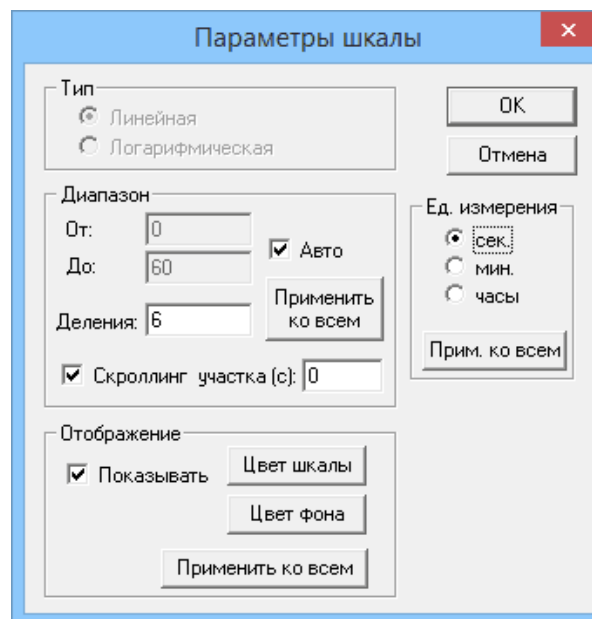 Параметры шкалы
Тип
Линейная
Логарифмическая
OK
Отмена
Диапазон
От: 0
До: 60
Авто
Применить
ко всем
Деления: 6
Скроллинг участка (с): 0
Ед. измерения
сек.
мин.
часы
Прим. ко всем
Отображение
Показывать
Цвет шкалы
Цвет фона
Применить ко всем